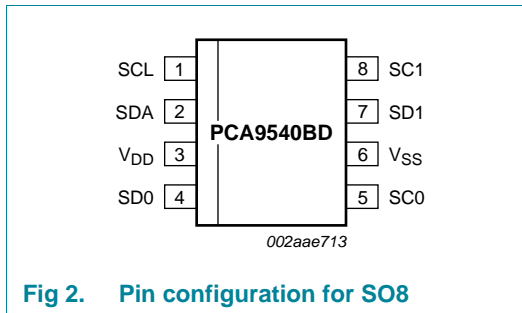 SCL 1 8 SC1
SDA 2 7 SD1
PCA9540BD
VDD 3 6 VSS
SD0 4 5 SC0
002aae713
Fig 2. Pin configuration for SO8